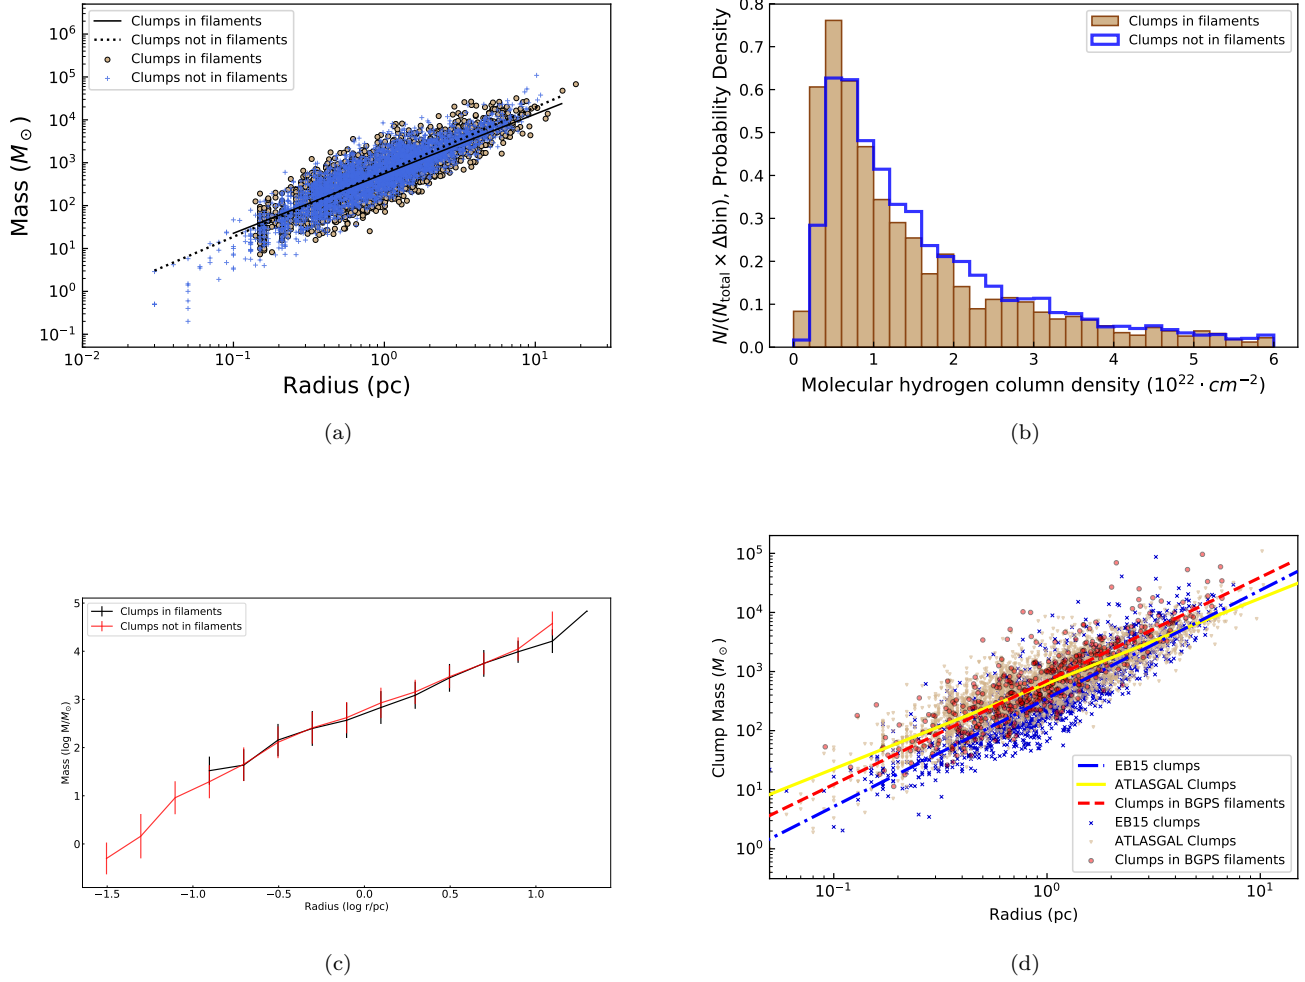 Clumps in filaments
Clumps not in filaments
Clumps in filaments
Clumps not in filaments
10⁶
10⁵
10⁴
10³
10²
10¹
10⁰
10⁻¹
Mass (M⊙)
10⁻²
10⁻¹
10⁰
10¹
Radius (pc)
(a)
Clumps in filaments
Clumps not in filaments
0.8
0.7
0.6
0.5
0.4
0.3
0.2
0.1
0.0
N/(N_total × Δbin), Probability Density
0 1 2 3 4 5 6
Molecular hydrogen column density (10²² · cm⁻²)
(b)
Clumps in filaments
Clumps not in filaments
5
4
3
2
1
0
Mass (log M/M⊙)
−1.5 −1.0 −0.5 0.0 0.5 1.0
Radius (log r/pc)
(c)
10⁵
10⁴
10³
10²
10¹
10⁰
Clump Mass (M⊙)
EB15 clumps
ATLASGAL Clumps
Clumps in BGPS filaments
EB15 clumps
ATLASGAL Clumps
Clumps in BGPS filaments
10⁻¹ 10⁰ 10¹
Radius (pc)
(d)